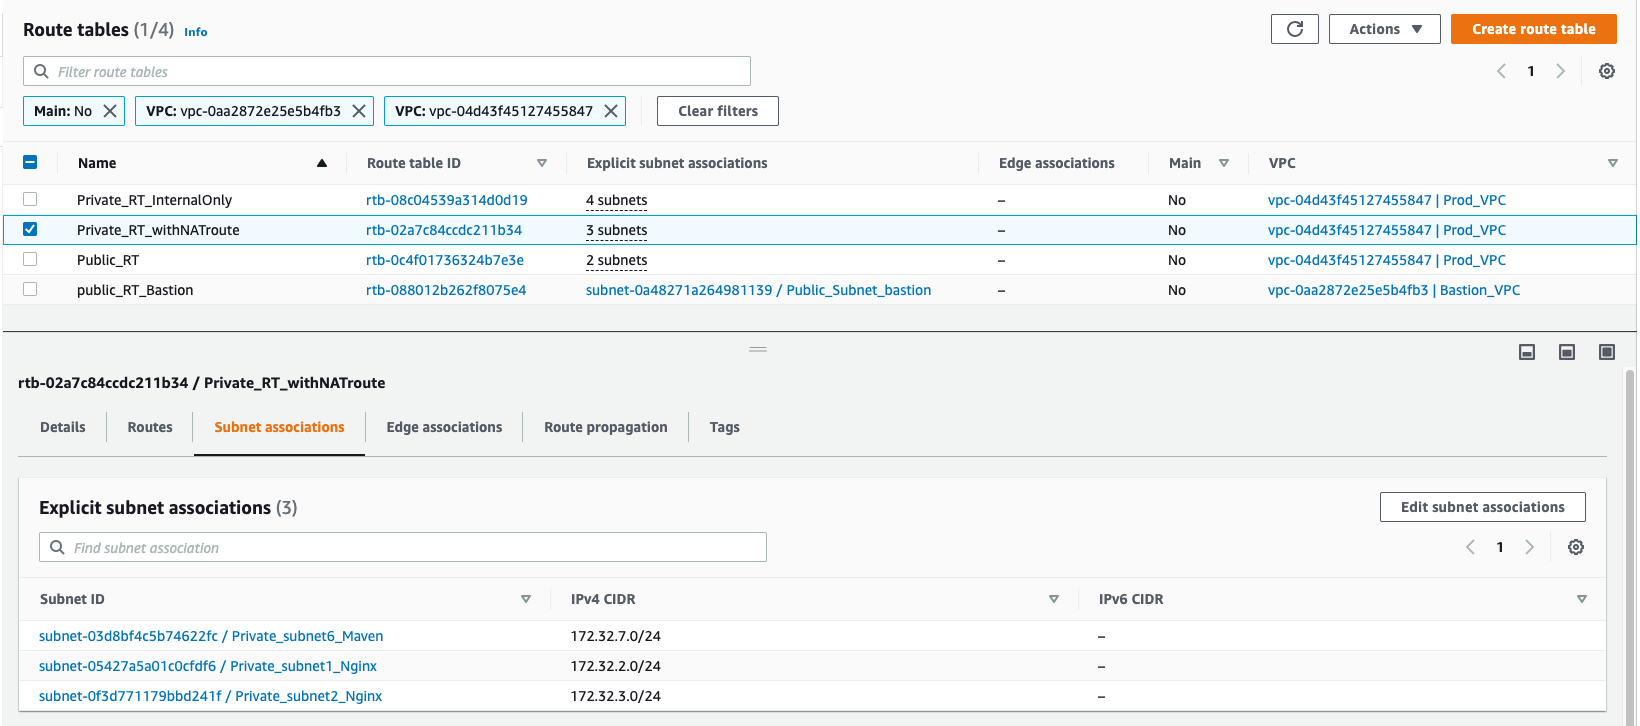 Route tables (1/4) Info
Actions
Create route table
Filter route tables
1
Main: No
VPC: vpc-0aa2872e25e5b4fb3
VPC: vpc-04d43f45127455847
Clear filters
Name Route table ID Explicit subnet associations Edge associations Main VPC
Private_RT_InternalOnly rtb-08c04539a314d0d19 4 subnets – No vpc-04d43f45127455847 | Prod_VPC
Private_RT_withNATroute rtb-02a7c84ccdc211b34 3 subnets – No vpc-04d43f45127455847 | Prod_VPC
Public_RT rtb-0c4f01736324b7e3e 2 subnets – No vpc-04d43f45127455847 | Prod_VPC
public_RT_Bastion rtb-088012b262f8075e4 subnet-0a48271a264981139 / Public_Subnet_bastion – No vpc-0aa2872e25e5b4fb3 | Bastion_VPC
rtb-02a7c84ccdc211b34 / Private_RT_withNATroute
Details Routes Subnet associations Edge associations Route propagation Tags
Explicit subnet associations (3)
Edit subnet associations
Find subnet association
1
Subnet ID IPv4 CIDR IPv6 CIDR
subnet-03d8bf4c5b74622fc / Private_subnet6_Maven 172.32.7.0/24 –
subnet-05427a5a01c0cfdf6 / Private_subnet1_Nginx 172.32.2.0/24 –
subnet-0f3d771179bbd241f / Private_subnet2_Nginx 172.32.3.0/24 –